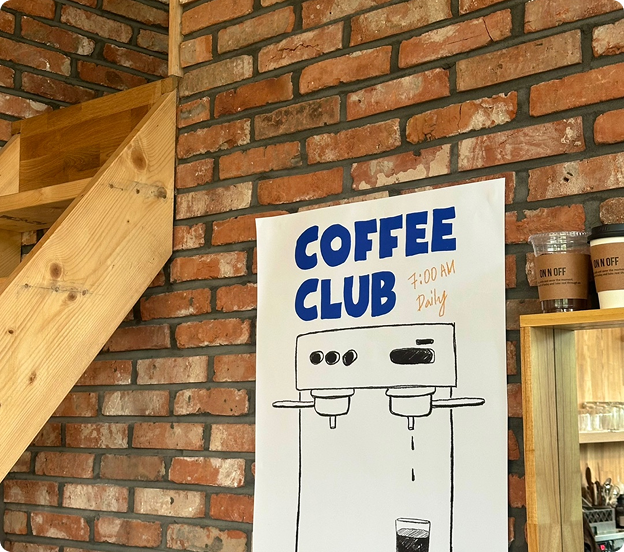 COFFEE
CLUB
7:00 AM
Daily
ON N OFF
ON N OFF